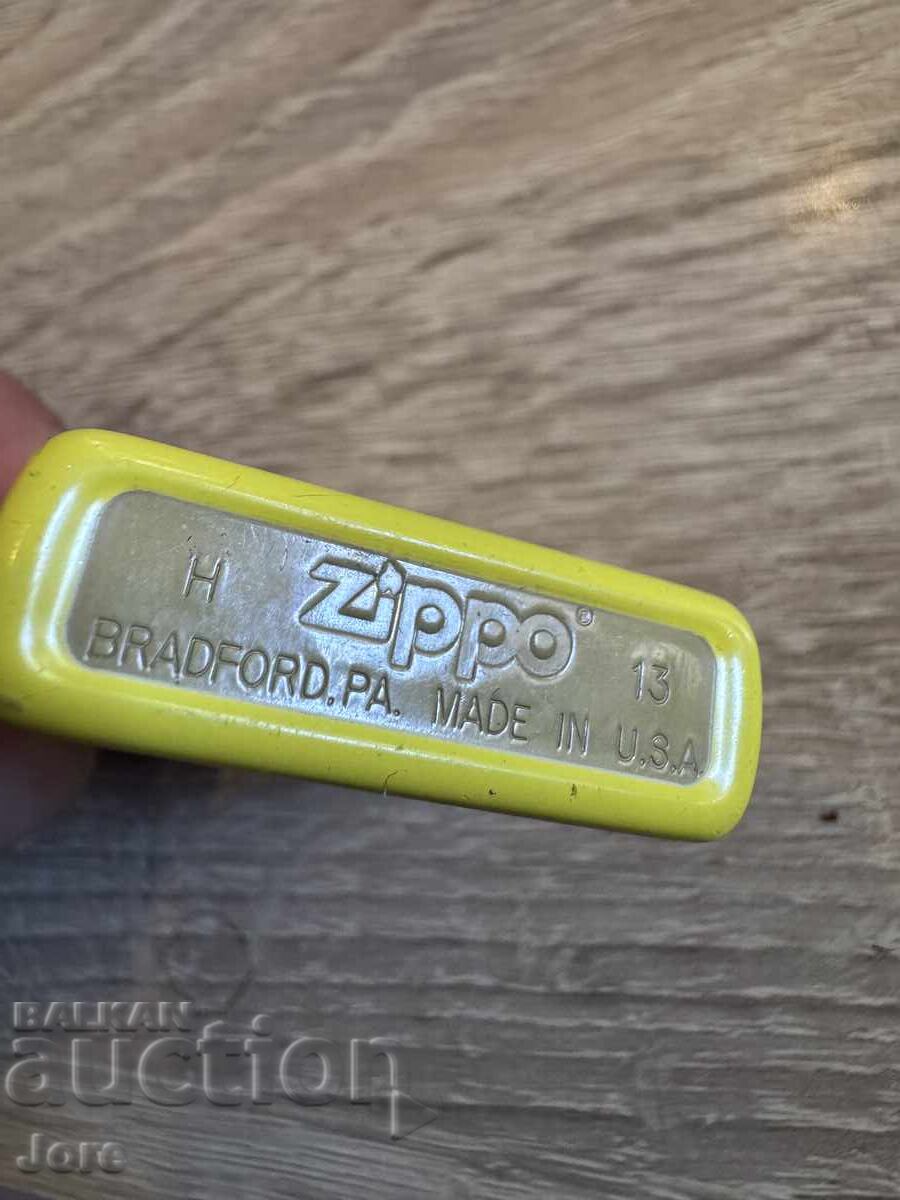 H zippo® 13
BRADFORD, PA. MADE IN U.S.A.
BALKAN
auction
Jore